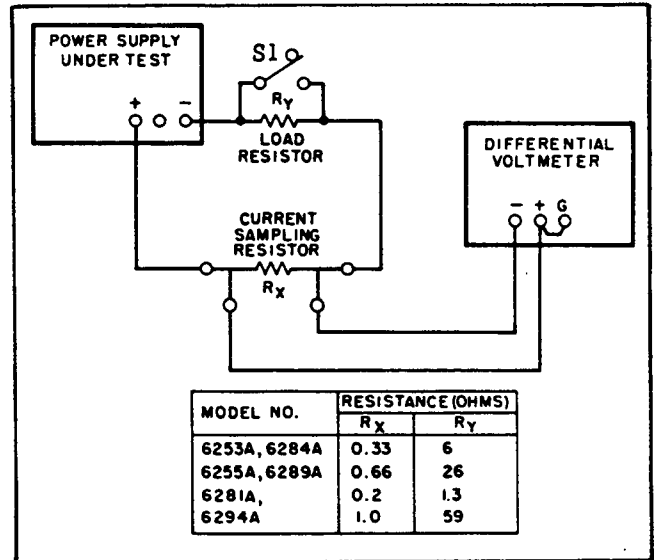 POWER SUPPLY
UNDER TEST
+ -
S1
RY
LOAD
RESISTOR
DIFFERENTIAL
VOLTMETER
- + G
CURRENT
SAMPLING
RESISTOR
RX
MODEL NO. RESISTANCE (OHMS)
RX RY
6253A, 6284A 0.33 6
6255A, 6289A 0.66 26
6281A, 0.2 1.3
6294A 1.0 59